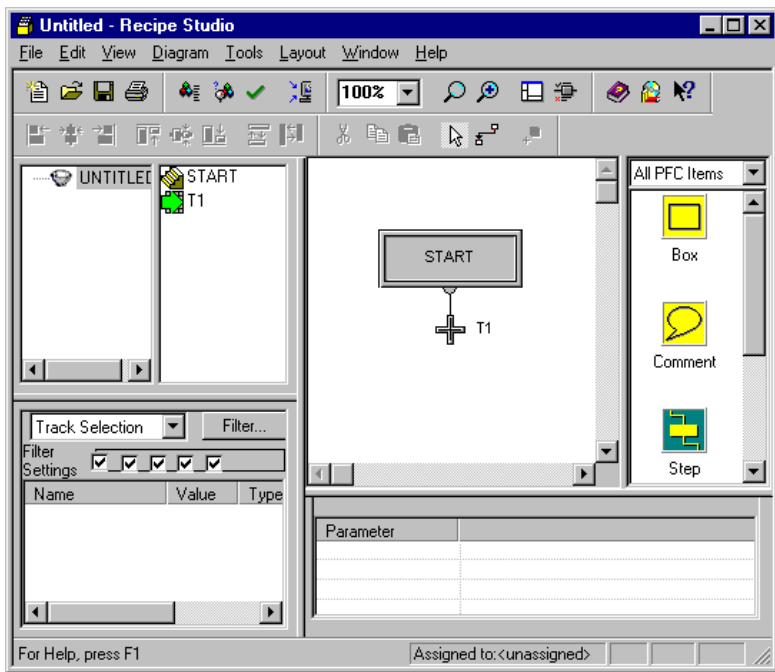 Untitled - Recipe Studio
File Edit View Diagram Tools Layout Window Help
100%
UNTITLED
START
T1
START
T1
All PFC Items
Box
Comment
Step
Track Selection
Filter...
Filter
Settings
Name Value Type
Parameter
For Help, press F1
Assigned to:<unassigned>